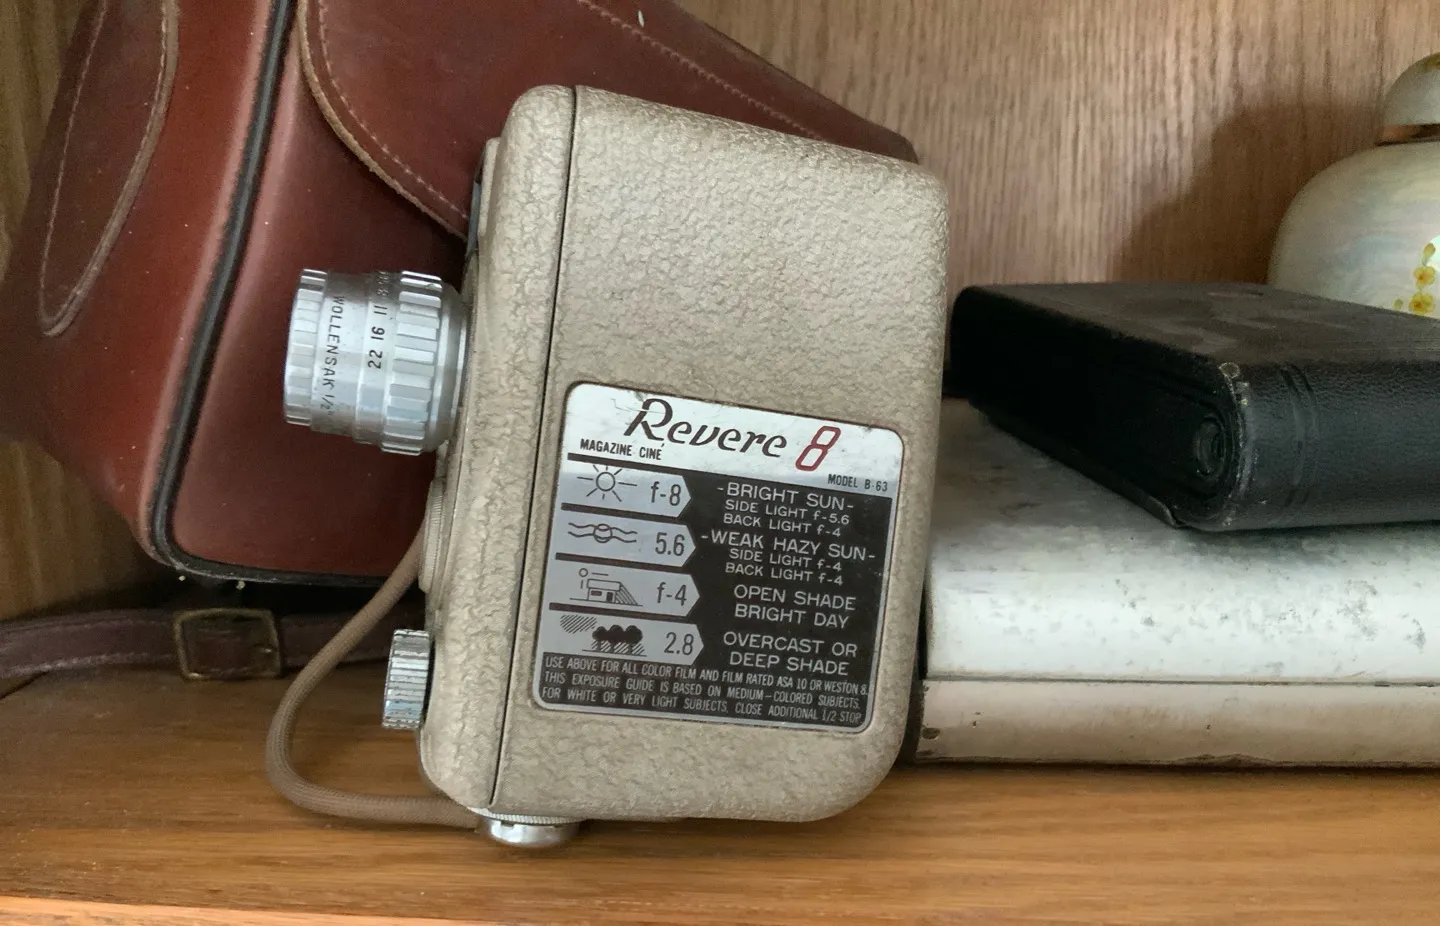 WOLLENSAK 1/2"
22 16 11
Revere 8
MAGAZINE CINÉ
MODEL B-63
f-8
-BRIGHT SUN-
SIDE LIGHT f-5.6
BACK LIGHT f-4
5.6
-WEAK HAZY SUN-
SIDE LIGHT f-4
BACK LIGHT f-4
f-4
OPEN SHADE
BRIGHT DAY
2.8
OVERCAST OR
DEEP SHADE
USE ABOVE FOR ALL COLOR FILM AND FILM RATED ASA 10 OR WESTON 8.
THIS EXPOSURE GUIDE IS BASED ON MEDIUM-COLORED SUBJECTS.
FOR WHITE OR VERY LIGHT SUBJECTS, CLOSE ADDITIONAL 1/2 STOP